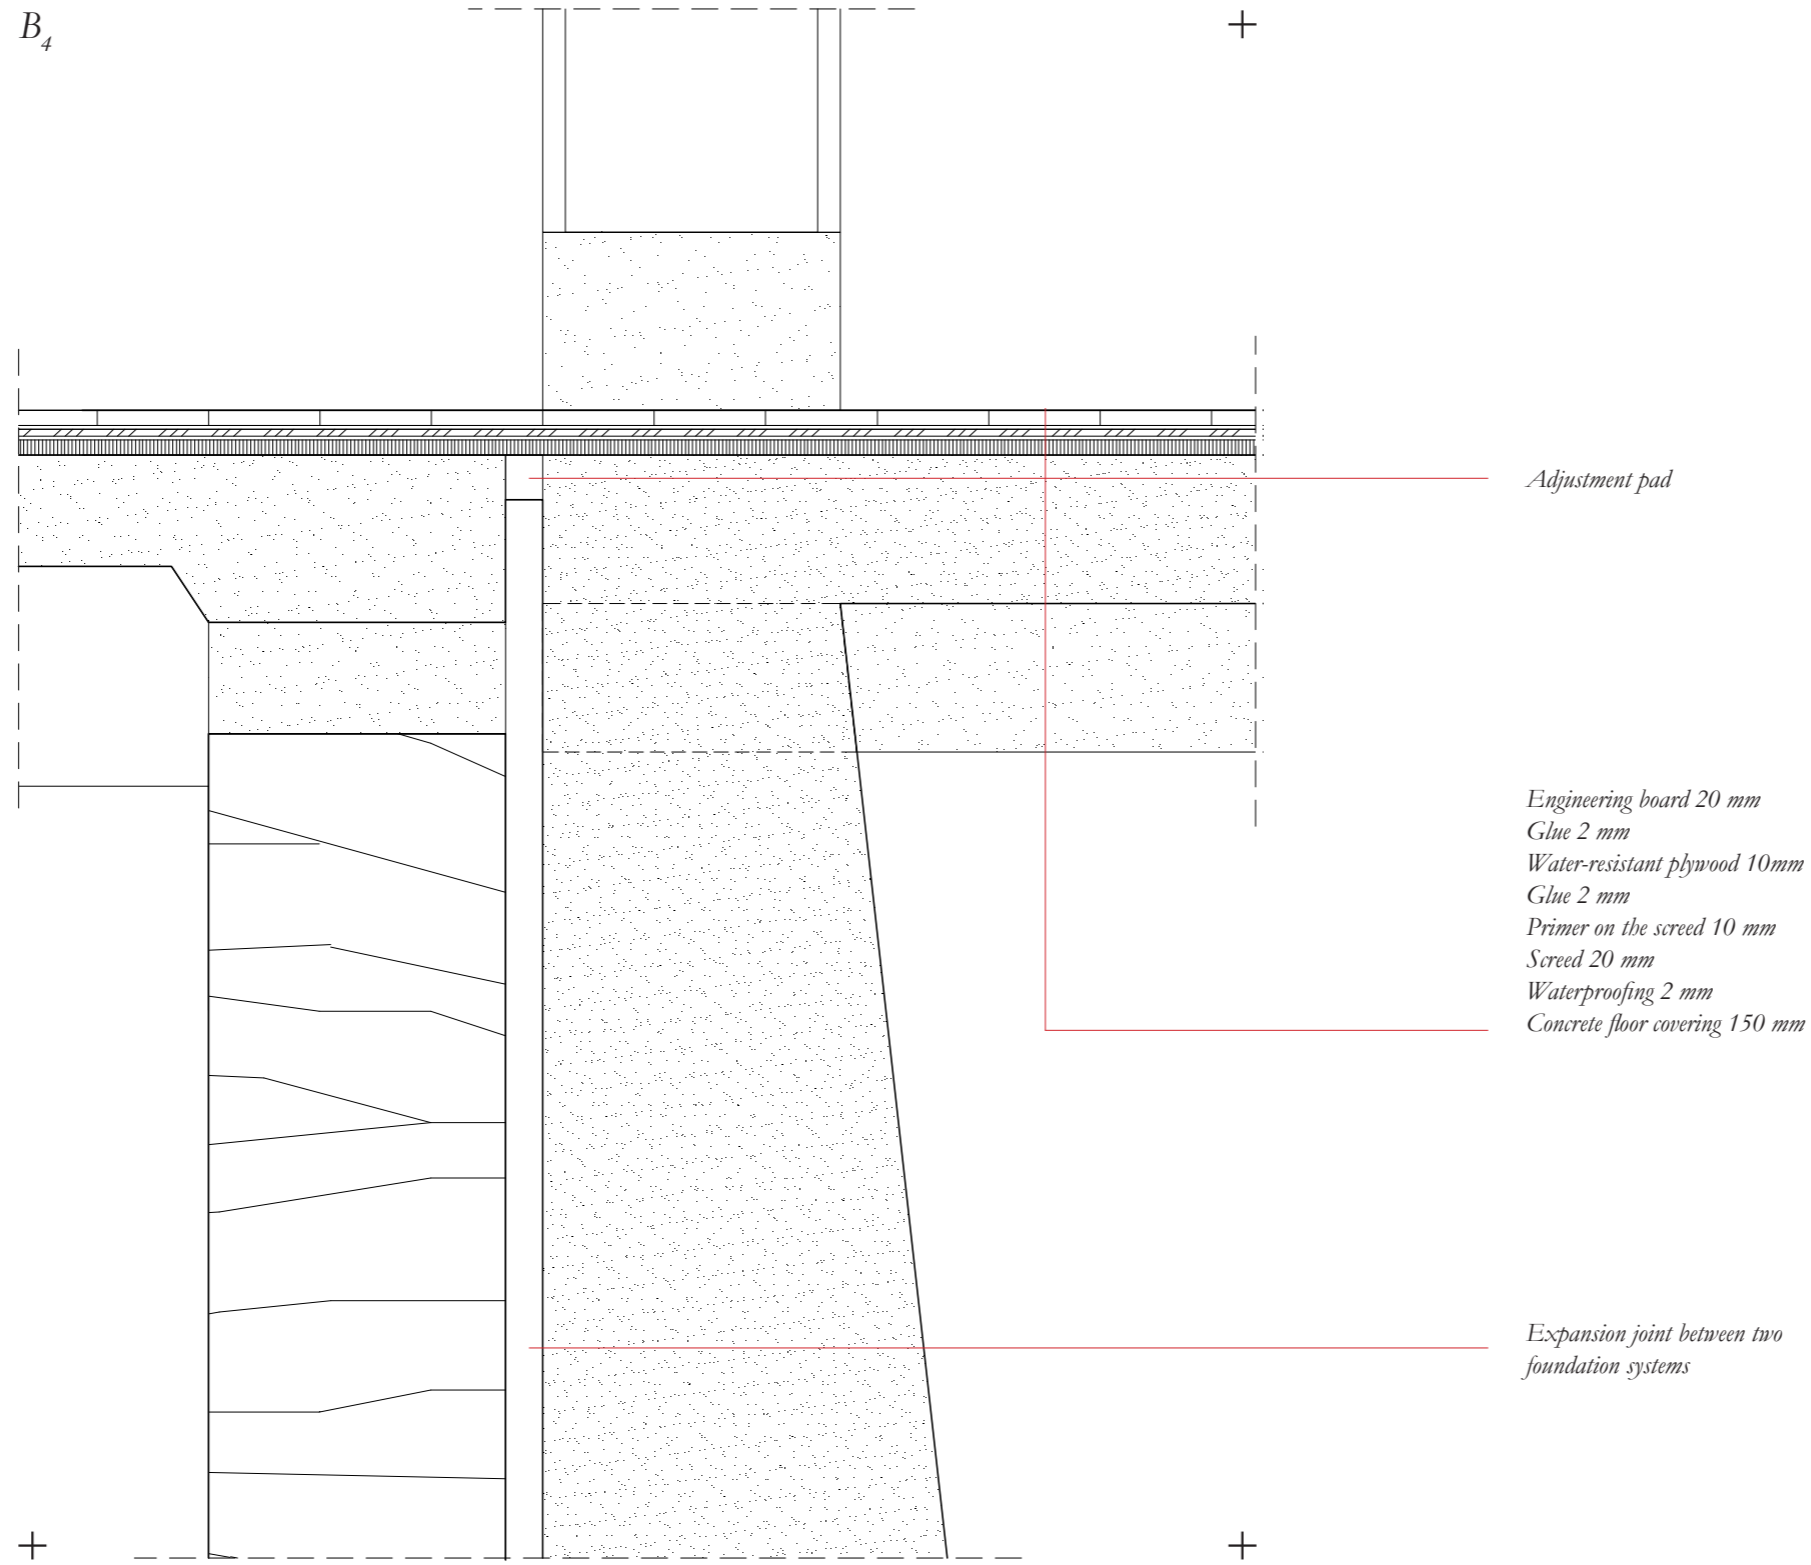 B4
Adjustment pad
Engineering board 20 mm
Glue 2 mm
Water-resistant plywood 10mm
Glue 2 mm
Primer on the screed 10 mm
Screed 20 mm
Waterproofing 2 mm
Concrete floor covering 150 mm
Expansion joint between two
foundation systems